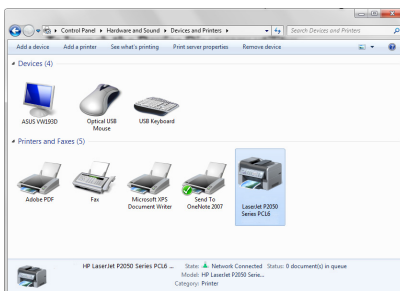 Control Panel ▸ Hardware and Sound ▸ Devices and Printers ▸
Search Devices and Printers
Add a device Add a printer See what's printing Print server properties Remove device
Devices (4)
ASUS VW193D
Optical USB Mouse
USB Keyboard
Printers and Faxes (5)
Adobe PDF
Fax
Microsoft XPS Document Writer
Send To OneNote 2007
LaserJet P2050 Series PCL6
HP LaserJet P2050 Series PCL6 ... State: Network Connected Status: 0 document(s) in queue
Model: HP LaserJet P2050 Serie...
Category: Printer